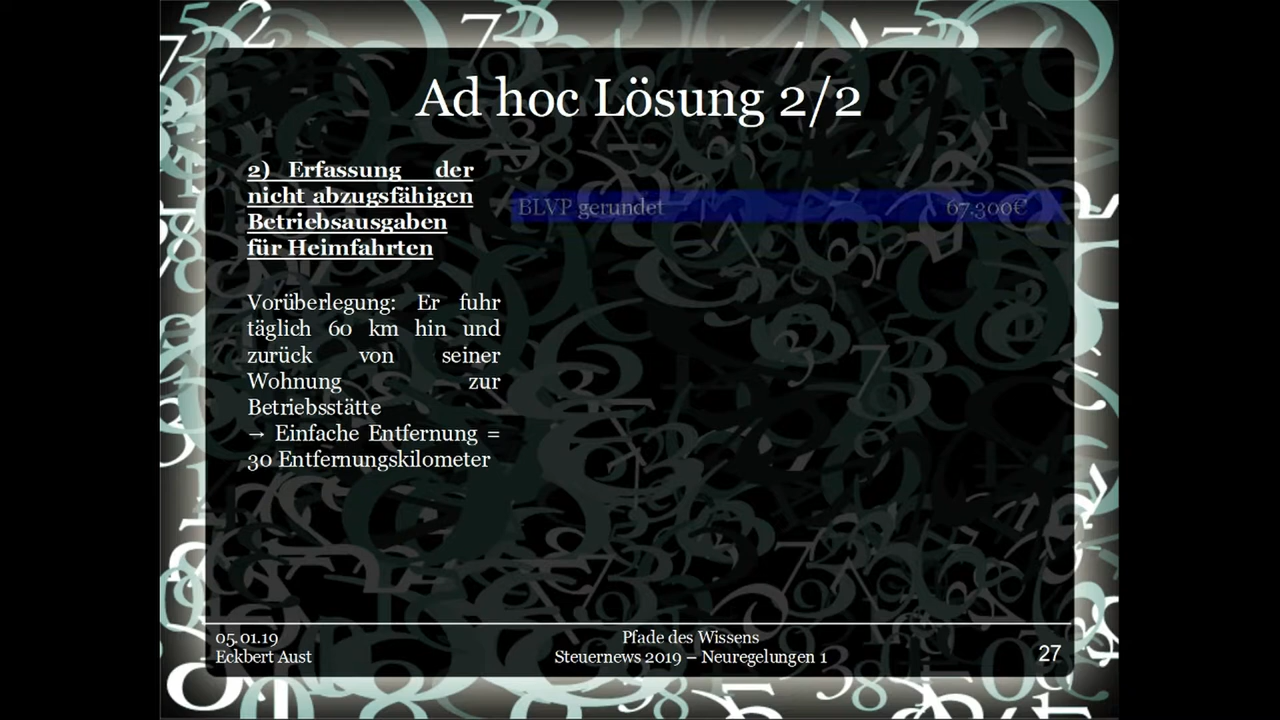 Ad hoc Lösung 2/2
2) Erfassung der
nicht abzugsfähigen
Betriebsausgaben
für Heimfahrten
Vorüberlegung: Er fuhr
täglich 60 km hin und
zurück von seiner
Wohnung zur
Betriebsstätte
→ Einfache Entfernung =
30 Entfernungskilometer
BLVP gerundet 67.300€
05.01.19
Eckbert Aust
Pfade des Wissens
Steuernews 2019 – Neuregelungen 1
27